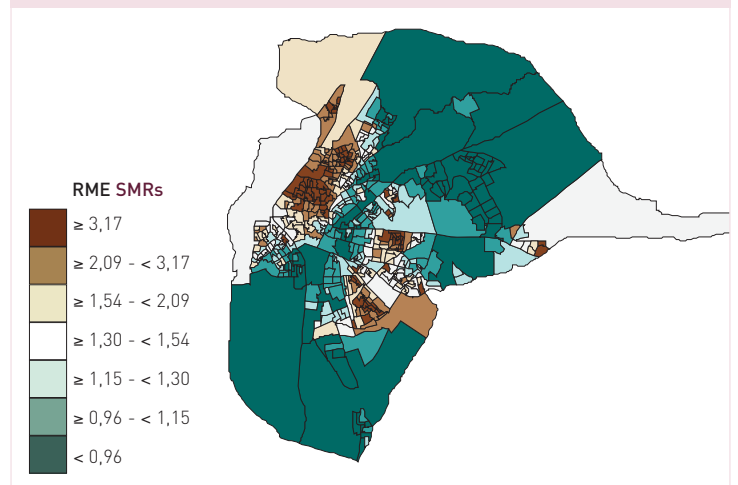 RME SMRs
≥ 3,17
≥ 2,09 - < 3,17
≥ 1,54 - < 2,09
≥ 1,30 - < 1,54
≥ 1,15 - < 1,30
≥ 0,96 - < 1,15
< 0,96